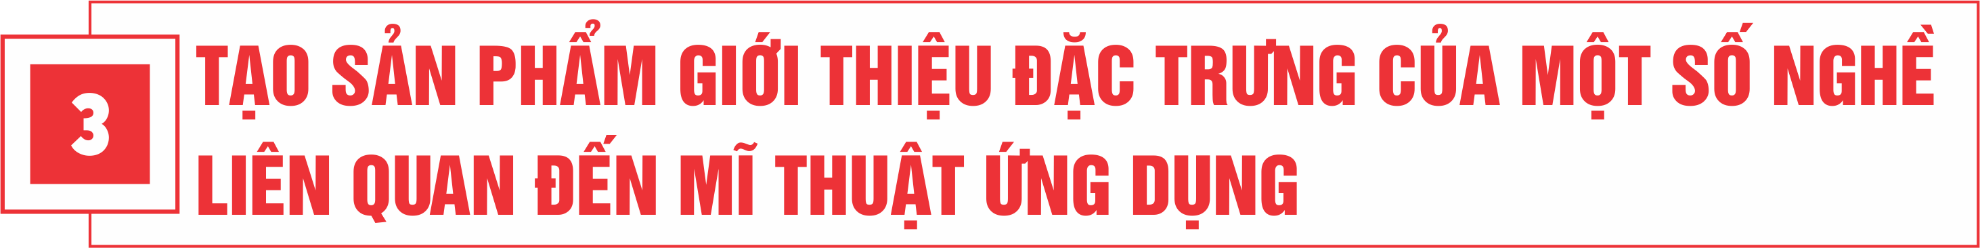 3
TẠO SẢN PHẨM GIỚI THIỆU ĐẶC TRƯNG CỦA MỘT SỐ NGHỀ
LIÊN QUAN ĐẾN MĨ THUẬT ỨNG DỤNG